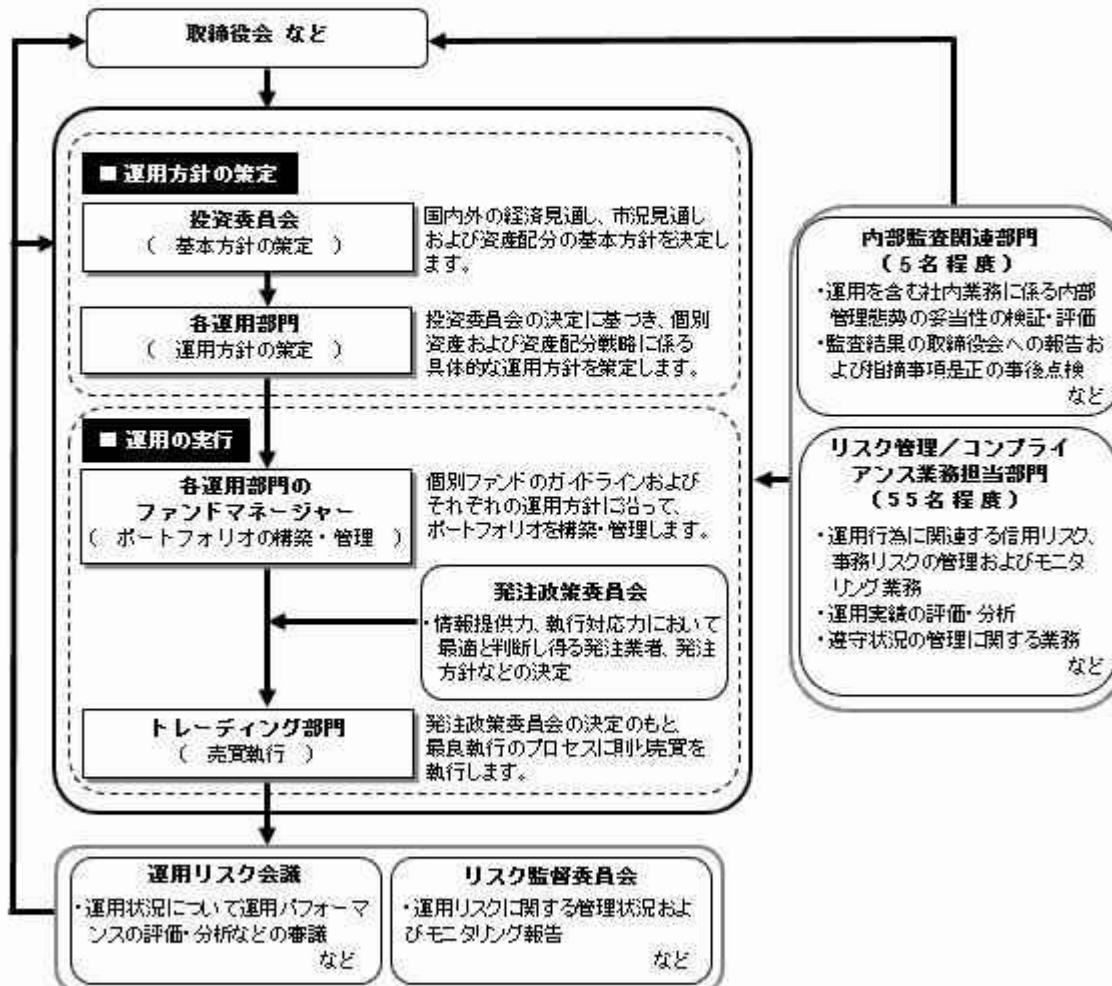 取締役会 など
■ 運用方針の策定
投資委員会
( 基本方針の策定 )
国内外の経済見通し、市況見通し
および資産配分の基本方針を決定し
ます。
各運用部門
( 運用方針の策定 )
投資委員会の決定に基づき、個別
資産および資産配分戦略に係る
具体的な運用方針を策定します。
■ 運用の実行
各運用部門の
ファンドマネージャー
( ポートフォリオの構築・管理 )
個別ファンドのガイドラインおよび
それぞれの運用方針に沿って、
ポートフォリオを構築・管理します。
発注政策委員会
・情報提供力、執行対応力において
最適と判断し得る発注業者、発注
方針などの決定
トレーディング部門
( 売買執行 )
発注政策委員会の決定のもと、
最良執行のプロセスに則り売買を
執行します。
運用リスク会議
・運用状況について運用パフォーマ
ンスの評価・分析などの審議
など
リスク監督委員会
・運用リスクに関する管理状況およ
びモニタリング報告
など
内部監査関連部門
(5名程度)
・運用を含む社内業務に係る内部
管理態勢の妥当性の検証・評価
・監査結果の取締役会への報告お
よび指摘事項是正の事後点検
など
リスク管理/コンプライ
アンス業務担当部門
(55名程度)
・運用行為に関連する信用リスク、
事務リスクの管理およびモニタ
リング業務
・運用実績の評価・分析
・遵守状況の管理に関する業務
など